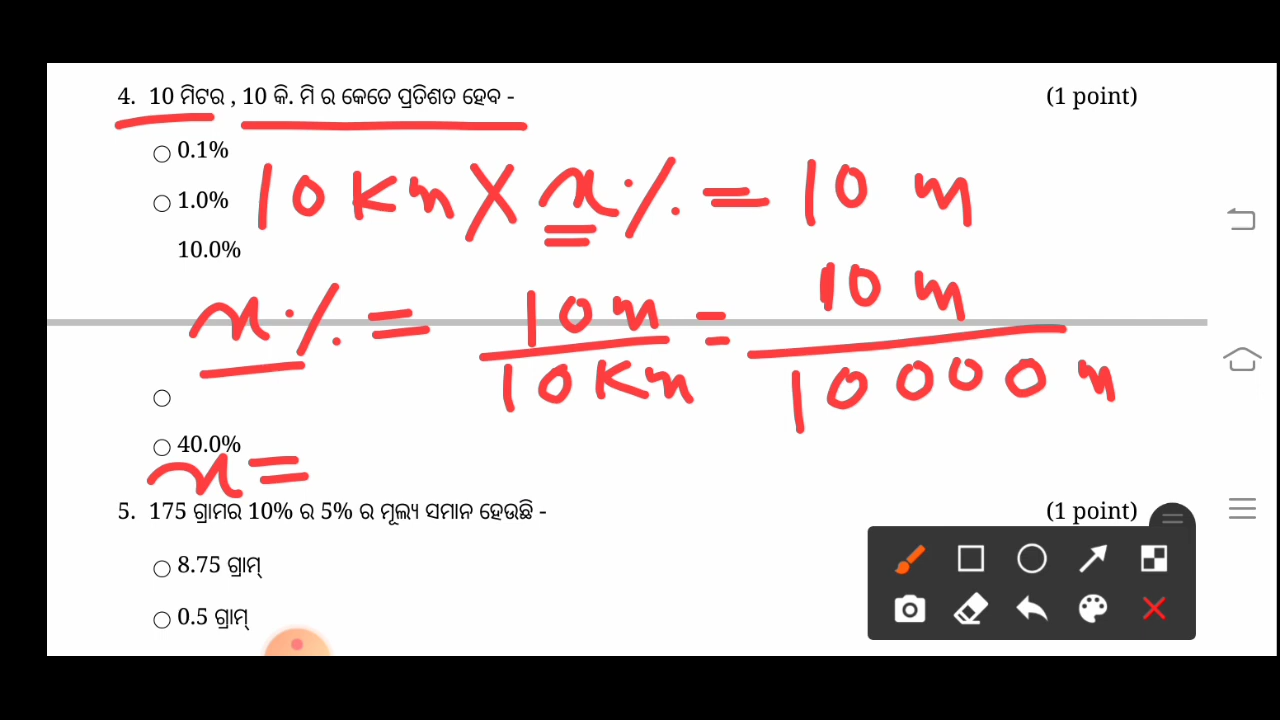 4. 10 ମିଟର , 10 କି. ମି ର କେତେ ପ୍ରତିଶତ ହେବ - (1 point)
0.1%
1.0%
10 km X x % = 10 m
10.0%
x % = 10 m / 10 km = 10 m / 10000 m
40.0%
x =
5. 175 ଗ୍ରାମର 10% ର 5% ର ମୂଲ୍ୟ ସମାନ ହେଉଛି - (1 point)
8.75 ଗ୍ରାମ୍
0.5 ଗ୍ରାମ୍